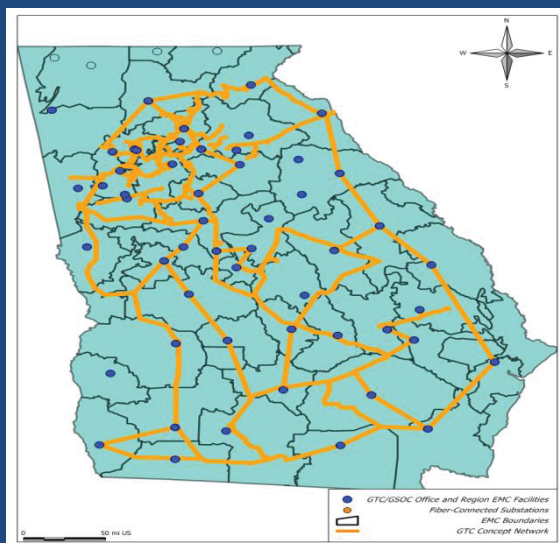 N
W E
S
GTC/GSOC Office and Region EMC Facilities
Fiber-Connected Substations
EMC Boundaries
GTC Concept Network
0 50 mi US